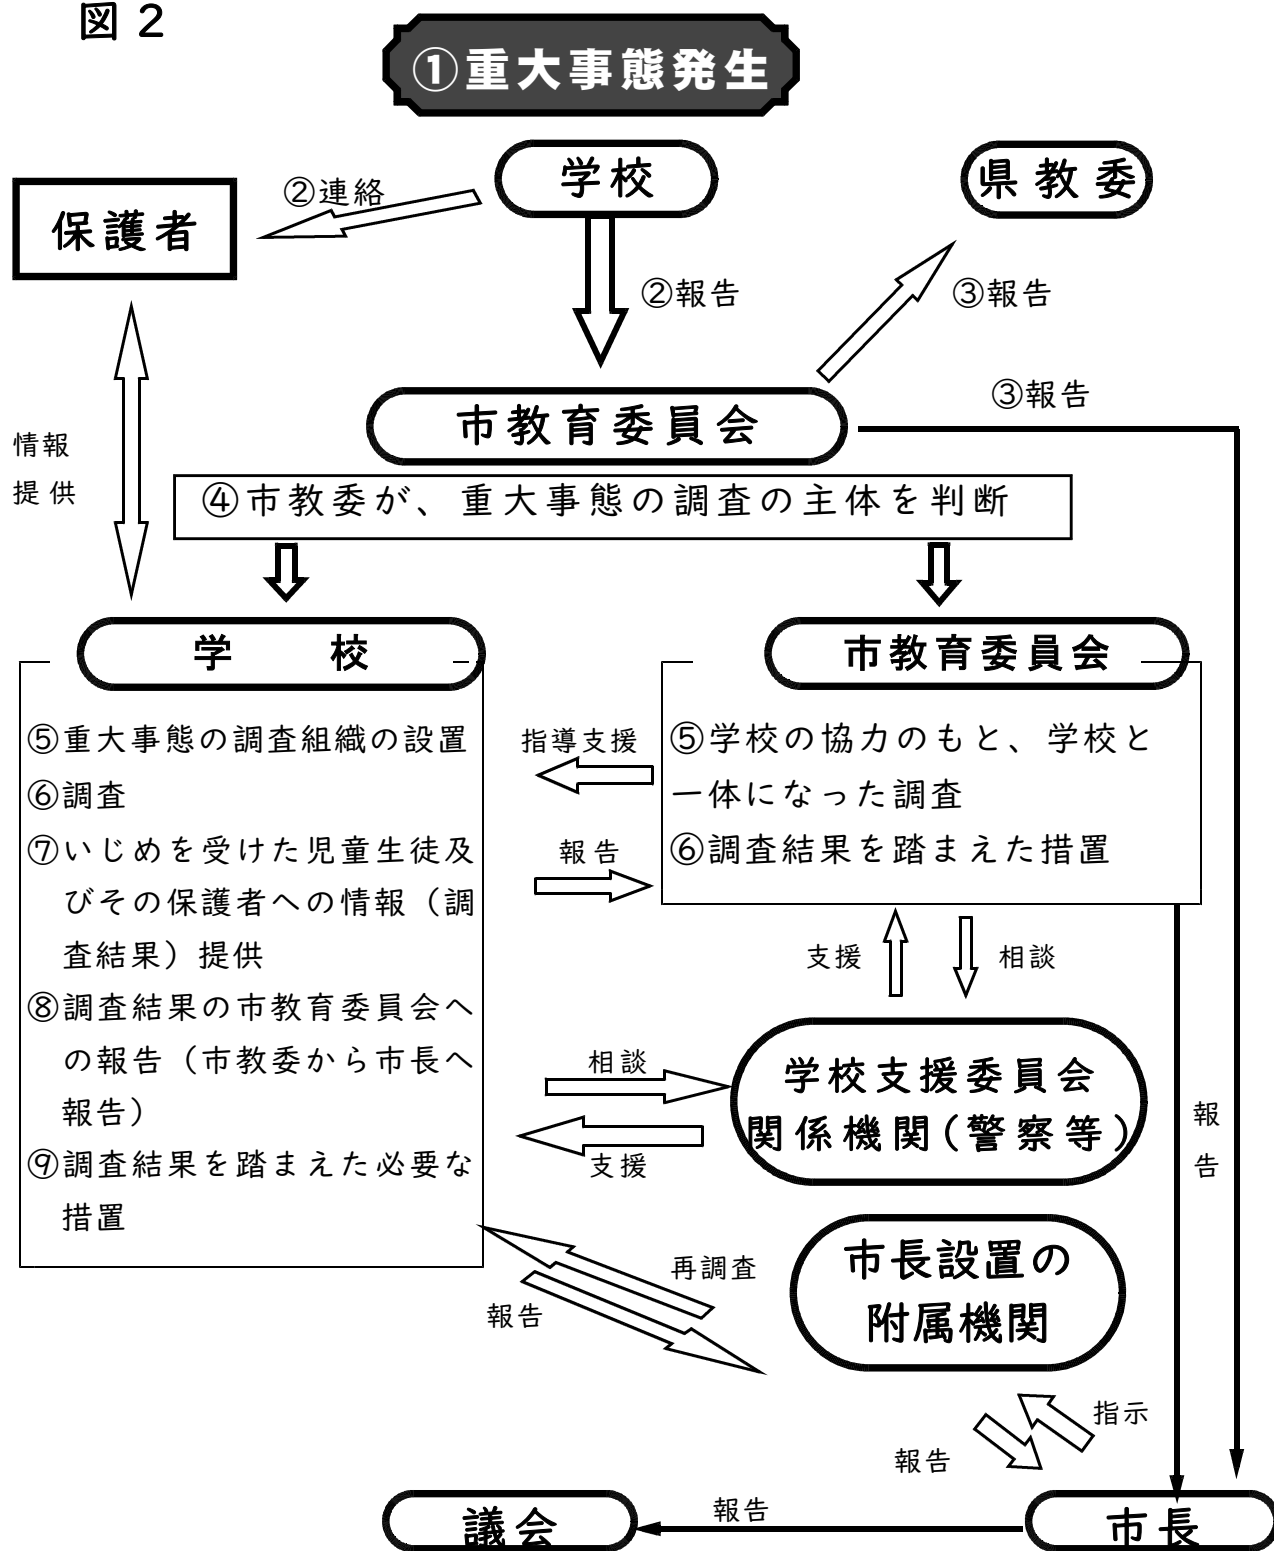 図2
①重大事態発生
学校
県教委
②連絡
保護者
②報告
③報告
③報告
市教育委員会
情報
提供
④市教委が、重大事態の調査の主体を判断
学 校
市教育委員会
⑤重大事態の調査組織の設置
⑥調査
⑦いじめを受けた児童生徒及
びその保護者への情報（調
査結果）提供
⑧調査結果の市教育委員会へ
の報告（市教委から市長へ
報告）
⑨調査結果を踏まえた必要な
措置
指導支援
報告
⑤学校の協力のもと、学校と
一体になった調査
⑥調査結果を踏まえた措置
支援
相談
相談
支援
学校支援委員会
関係機関（警察等）
報
告
再調査
報告
市長設置の
附属機関
指示
報告
報告
議会
市長